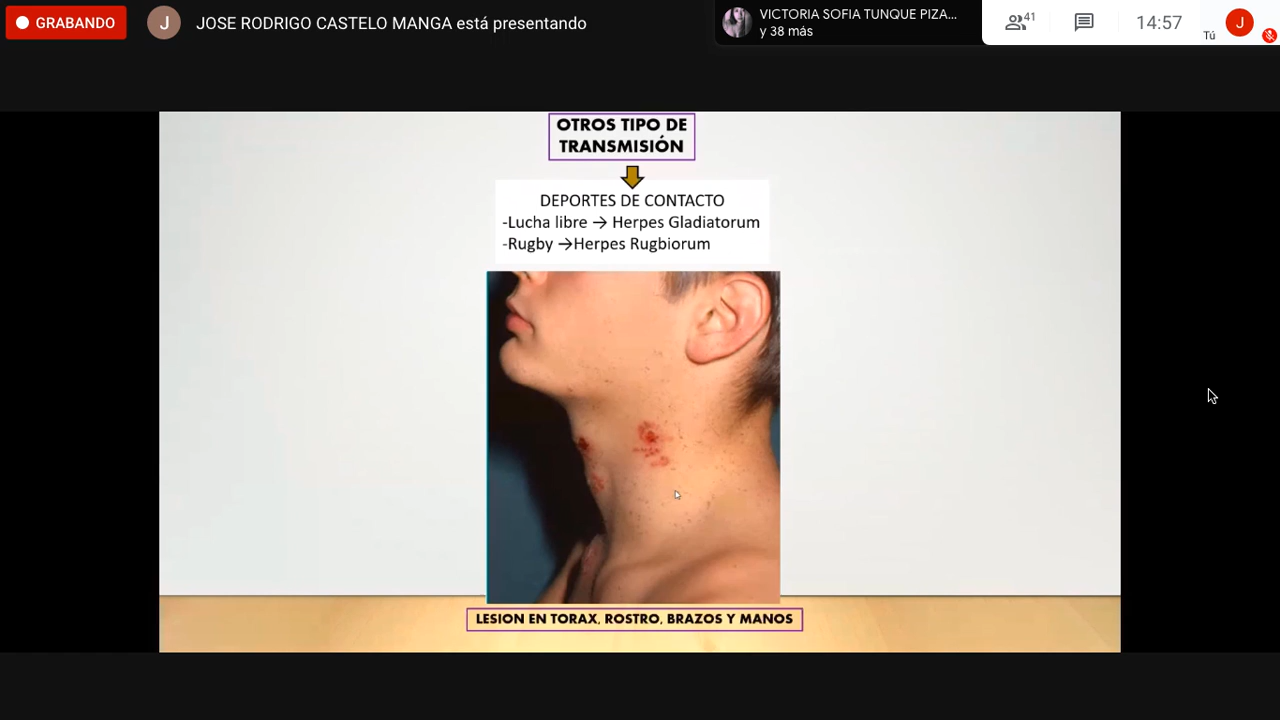 GRABANDO
J
JOSE RODRIGO CASTELO MANGA está presentando
VICTORIA SOFIA TUNQUE PIZA...
y 38 más
41
14:57
Tú
J
OTROS TIPO DE
TRANSMISIÓN
DEPORTES DE CONTACTO
-Lucha libre → Herpes Gladiatorum
-Rugby →Herpes Rugbiorum
LESION EN TORAX, ROSTRO, BRAZOS Y MANOS